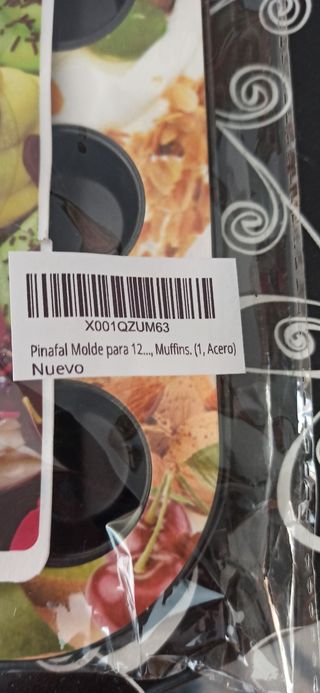 X001QZUM63
Pinafal Molde para 12..., Muffins. (1, Acero)
Nuevo